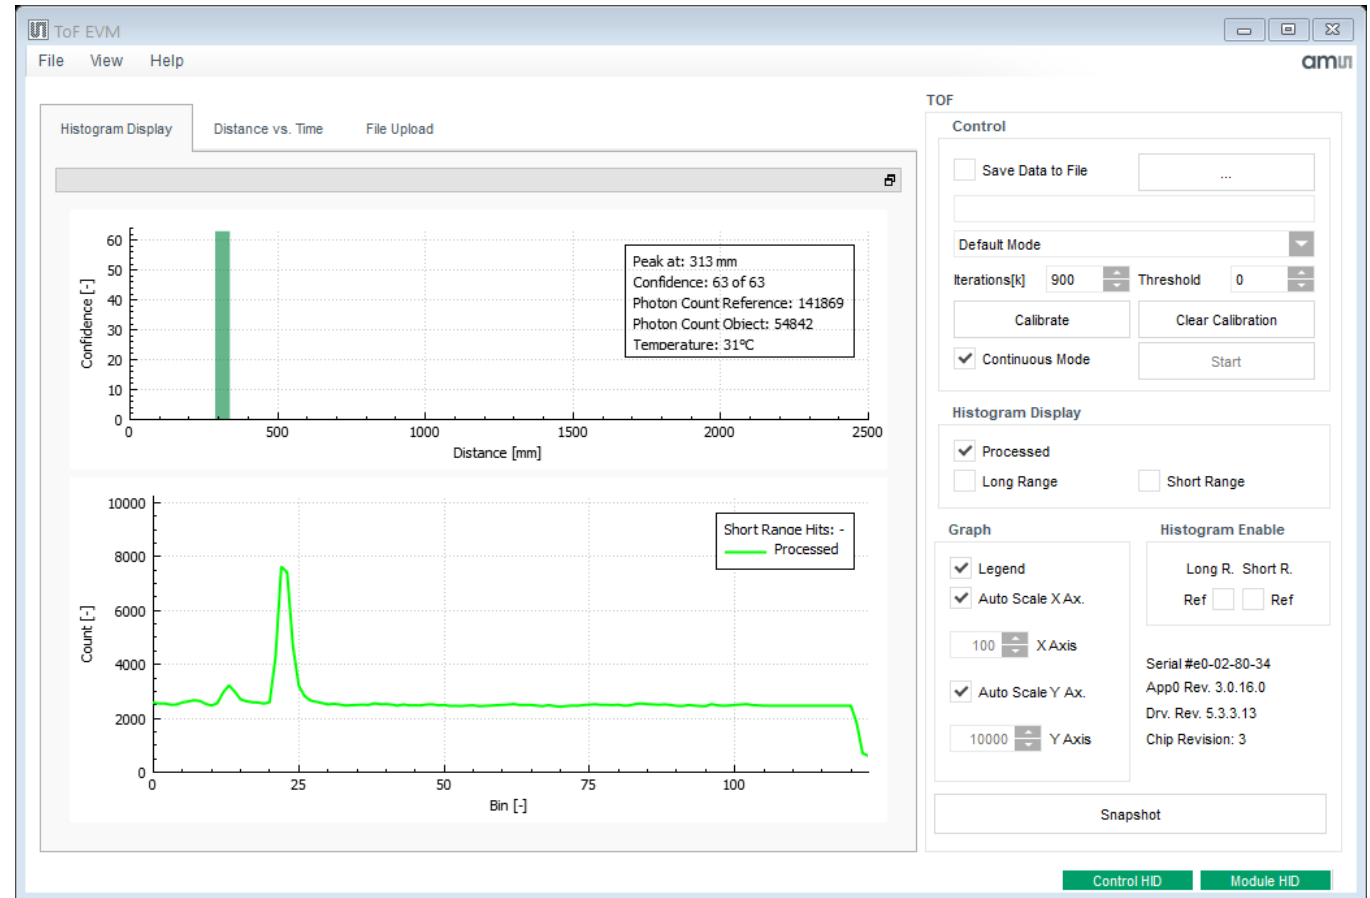 ToF EVM
File View Help
amu
Histogram Display Distance vs. Time File Upload
60
50
40
30
20
10
0
Confidence [-]
0 500 1000 1500 2000 2500
Distance [mm]
Peak at: 313 mm
Confidence: 63 of 63
Photon Count Reference: 141869
Photon Count Object: 54842
Temperature: 31°C
10000
8000
6000
4000
2000
0
Count [-]
0 25 50 75 100
Bin [-]
Short Range Hits: -
Processed
TOF
Control
Save Data to File ...
Default Mode
Iterations[k] 900 Threshold 0
Calibrate Clear Calibration
Continuous Mode Start
Histogram Display
Processed
Long Range Short Range
Graph
Legend
Auto Scale X Ax.
100 X Axis
Auto Scale Y Ax.
10000 Y Axis
Histogram Enable
Long R. Short R.
Ref Ref
Serial #e0-02-80-34
App0 Rev. 3.0.16.0
Drv. Rev. 5.3.3.13
Chip Revision: 3
Snapshot
Control HID Module HID